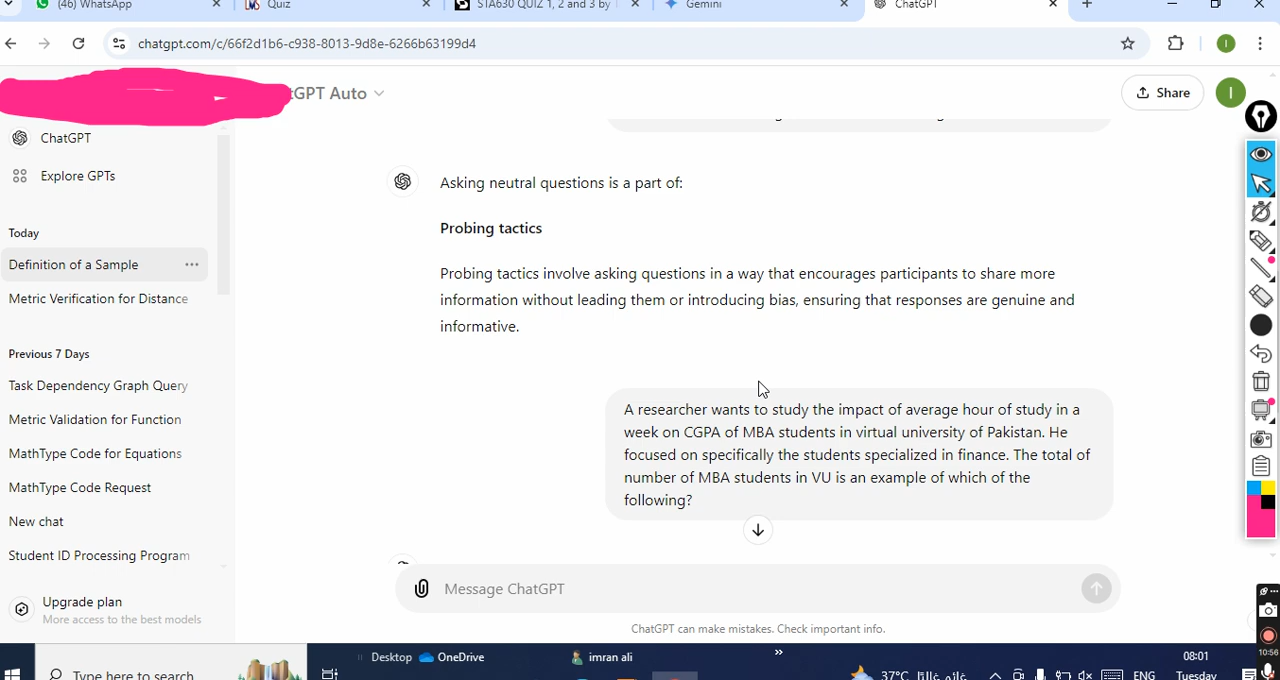 (46) WhatsApp
Quiz
STA630 QUIZ 1, 2 and 3 by
Gemini
ChatGPT
chatgpt.com/c/66f2d1b6-c938-8013-9d8e-6266b63199d4
GPT Auto
Share
I
ChatGPT
Explore GPTs
Today
Definition of a Sample
Metric Verification for Distance
Previous 7 Days
Task Dependency Graph Query
Metric Validation for Function
MathType Code for Equations
MathType Code Request
New chat
Student ID Processing Program
Upgrade plan
More access to the best models
Asking neutral questions is a part of:
Probing tactics
Probing tactics involve asking questions in a way that encourages participants to share more
information without leading them or introducing bias, ensuring that responses are genuine and
informative.
A researcher wants to study the impact of average hour of study in a
week on CGPA of MBA students in virtual university of Pakistan. He
focused on specifically the students specialized in finance. The total of
number of MBA students in VU is an example of which of the
following?
Message ChatGPT
ChatGPT can make mistakes. Check important info.
10:56
Desktop
OneDrive
imran ali
08:01
Type here to search
37°C
ENG
Tuesday